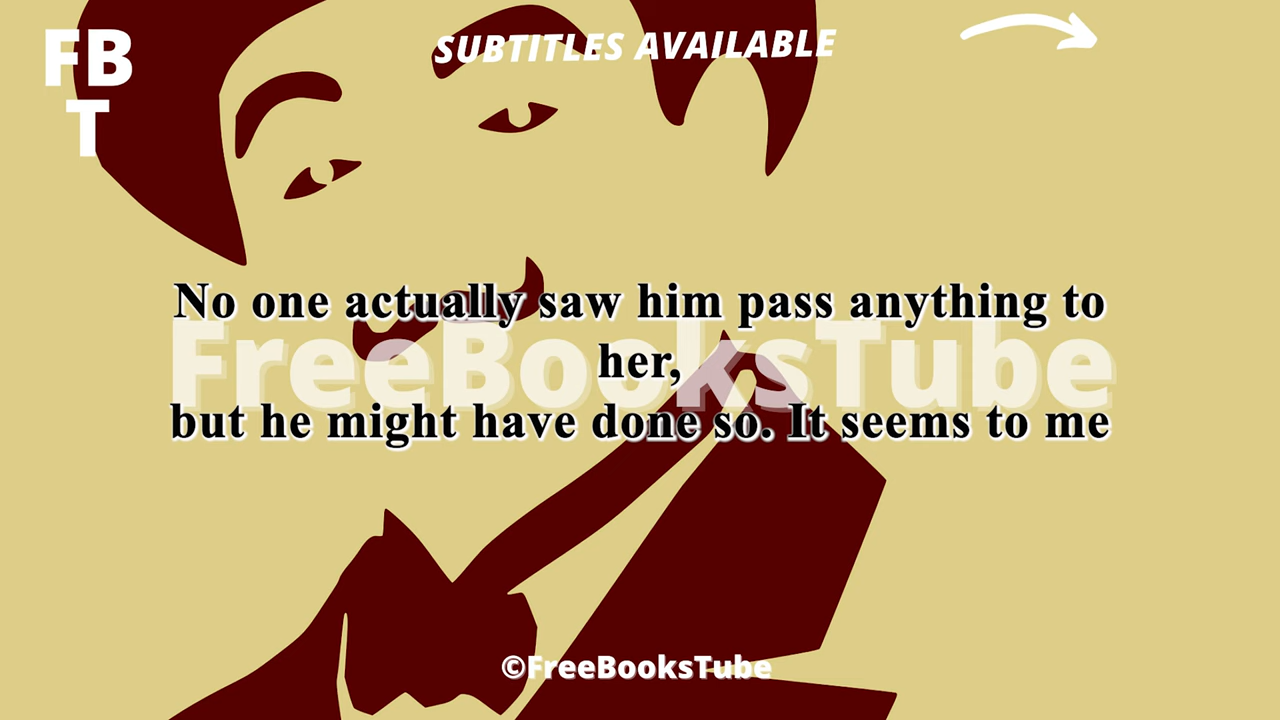 FB
T
SUBTITLES AVAILABLE
No one actually saw him pass anything to
her,
but he might have done so. It seems to me
FreeBooksTube
©FreeBooksTube